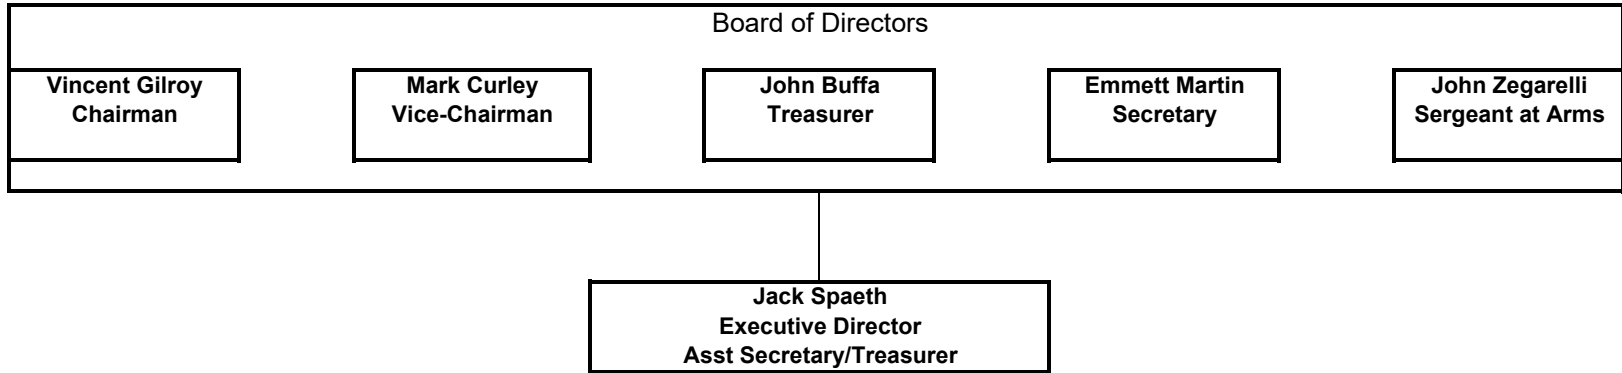 Board of Directors
Vincent Gilroy
Chairman
Mark Curley
Vice-Chairman
John Buffa
Treasurer
Emmett Martin
Secretary
John Zegarelli
Sergeant at Arms
Jack Spaeth
Executive Director
Asst Secretary/Treasurer